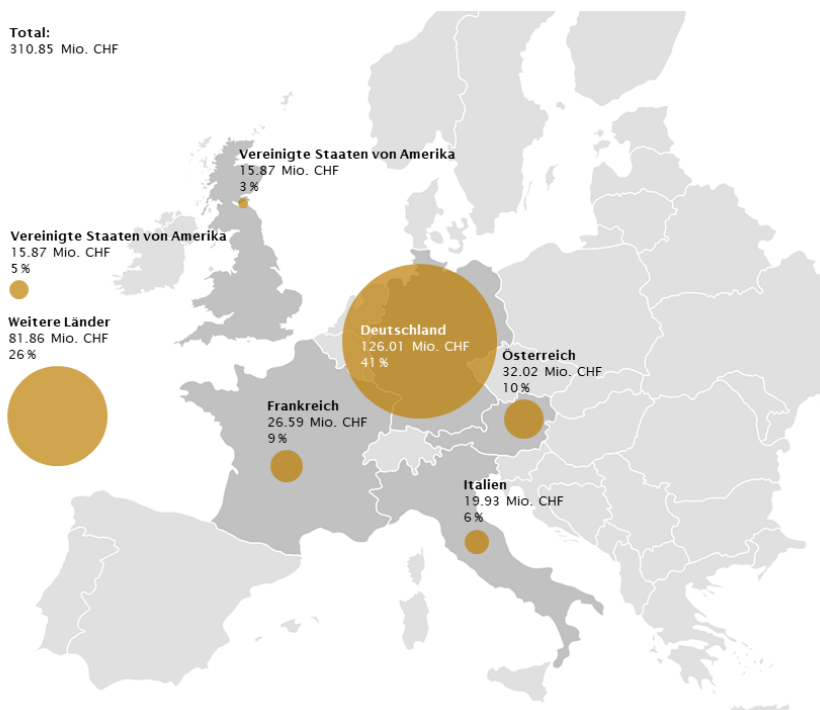 Total:
310.85 Mio. CHF
Vereinigte Staaten von Amerika
15.87 Mio. CHF
3 %
Vereinigte Staaten von Amerika
15.87 Mio. CHF
5 %
Weitere Länder
81.86 Mio. CHF
26 %
Deutschland
126.01 Mio. CHF
41 %
Österreich
32.02 Mio. CHF
10 %
Frankreich
26.59 Mio. CHF
9 %
Italien
19.93 Mio. CHF
6 %